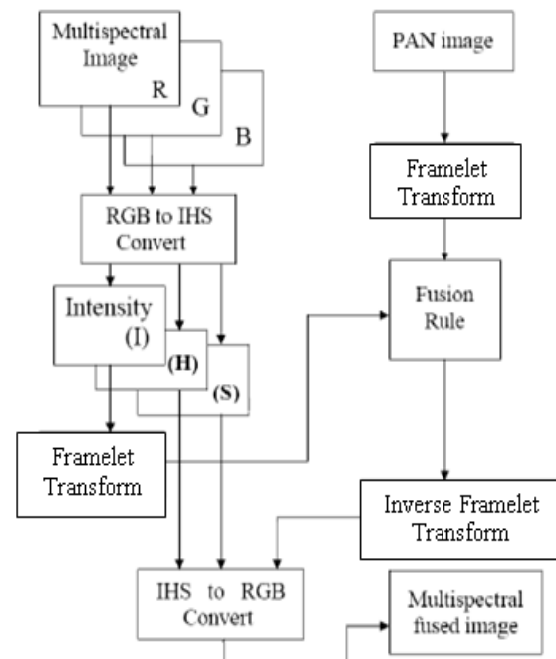 Multispectral
Image
R
G
B
PAN image
Framelet
Transform
RGB to IHS
Convert
Intensity
(I)
(H)
(S)
Fusion
Rule
Framelet
Transform
Inverse Framelet
Transform
IHS to RGB
Convert
Multispectral
fused image